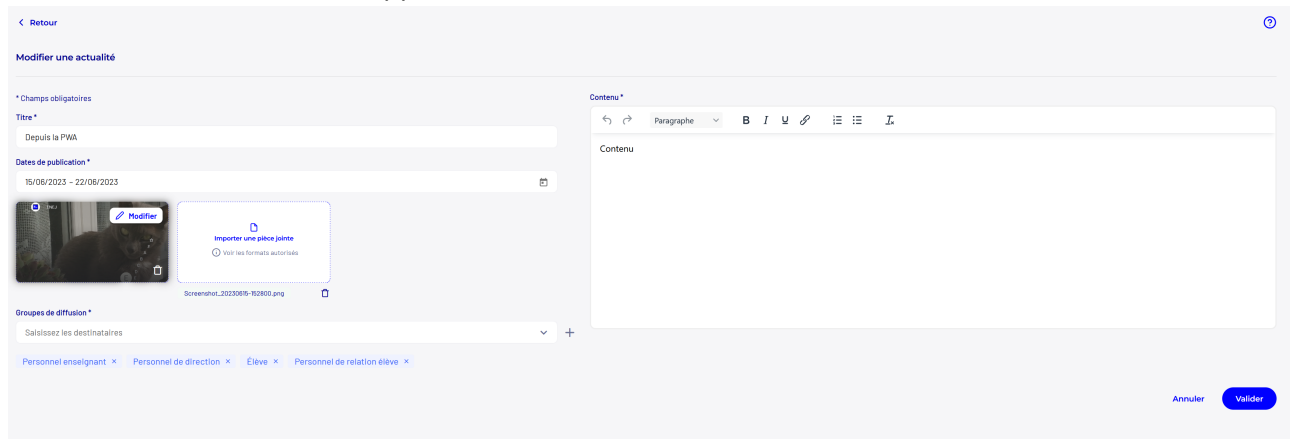 Retour
Modifier une actualité
* Champs obligatoires
Titre *
Depuis la PWA
Dates de publication *
15/06/2023 – 22/06/2023
Modifier
Importer une pièce jointe
Voir les formats autorisés
Screenshot_20230615-152800.png
Groupes de diffusion *
Saisissez les destinataires
Personnel enseignant × Personnel de direction × Élève × Personnel de relation élève ×
Contenu *
Paragraphe B I U
Contenu
Annuler Valider